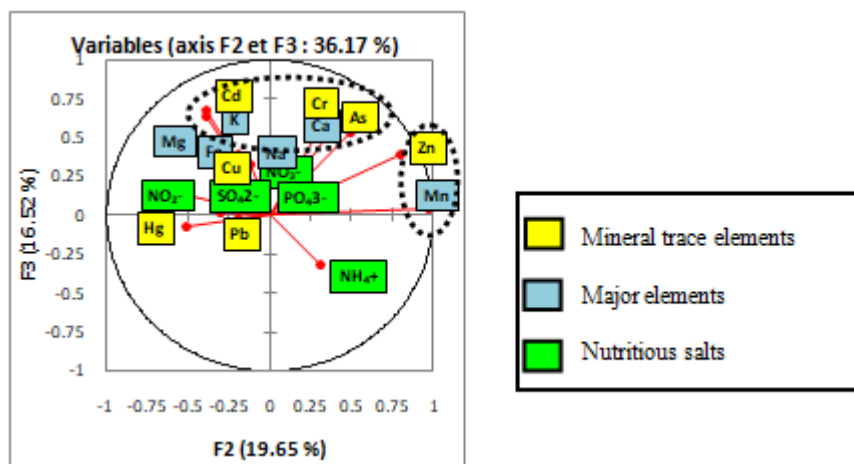 Variables (axis F2 et F3 : 36.17 %)
1
0.75
0.5
0.25
0
-0.25
-0.5
-0.75
-1
F3 (16.52 %)
Cd
K
Cr
Ca
As
Mg
Fe
Cu
Na
Zn
NO₃-
NO₂-
SO₄2-
PO₄3-
Mn
Hg
Pb
NH₄+
-1 -0.75 -0.5 -0.25 0 0.25 0.5 0.75 1
F2 (19.65 %)
Mineral trace elements
Major elements
Nutritious salts